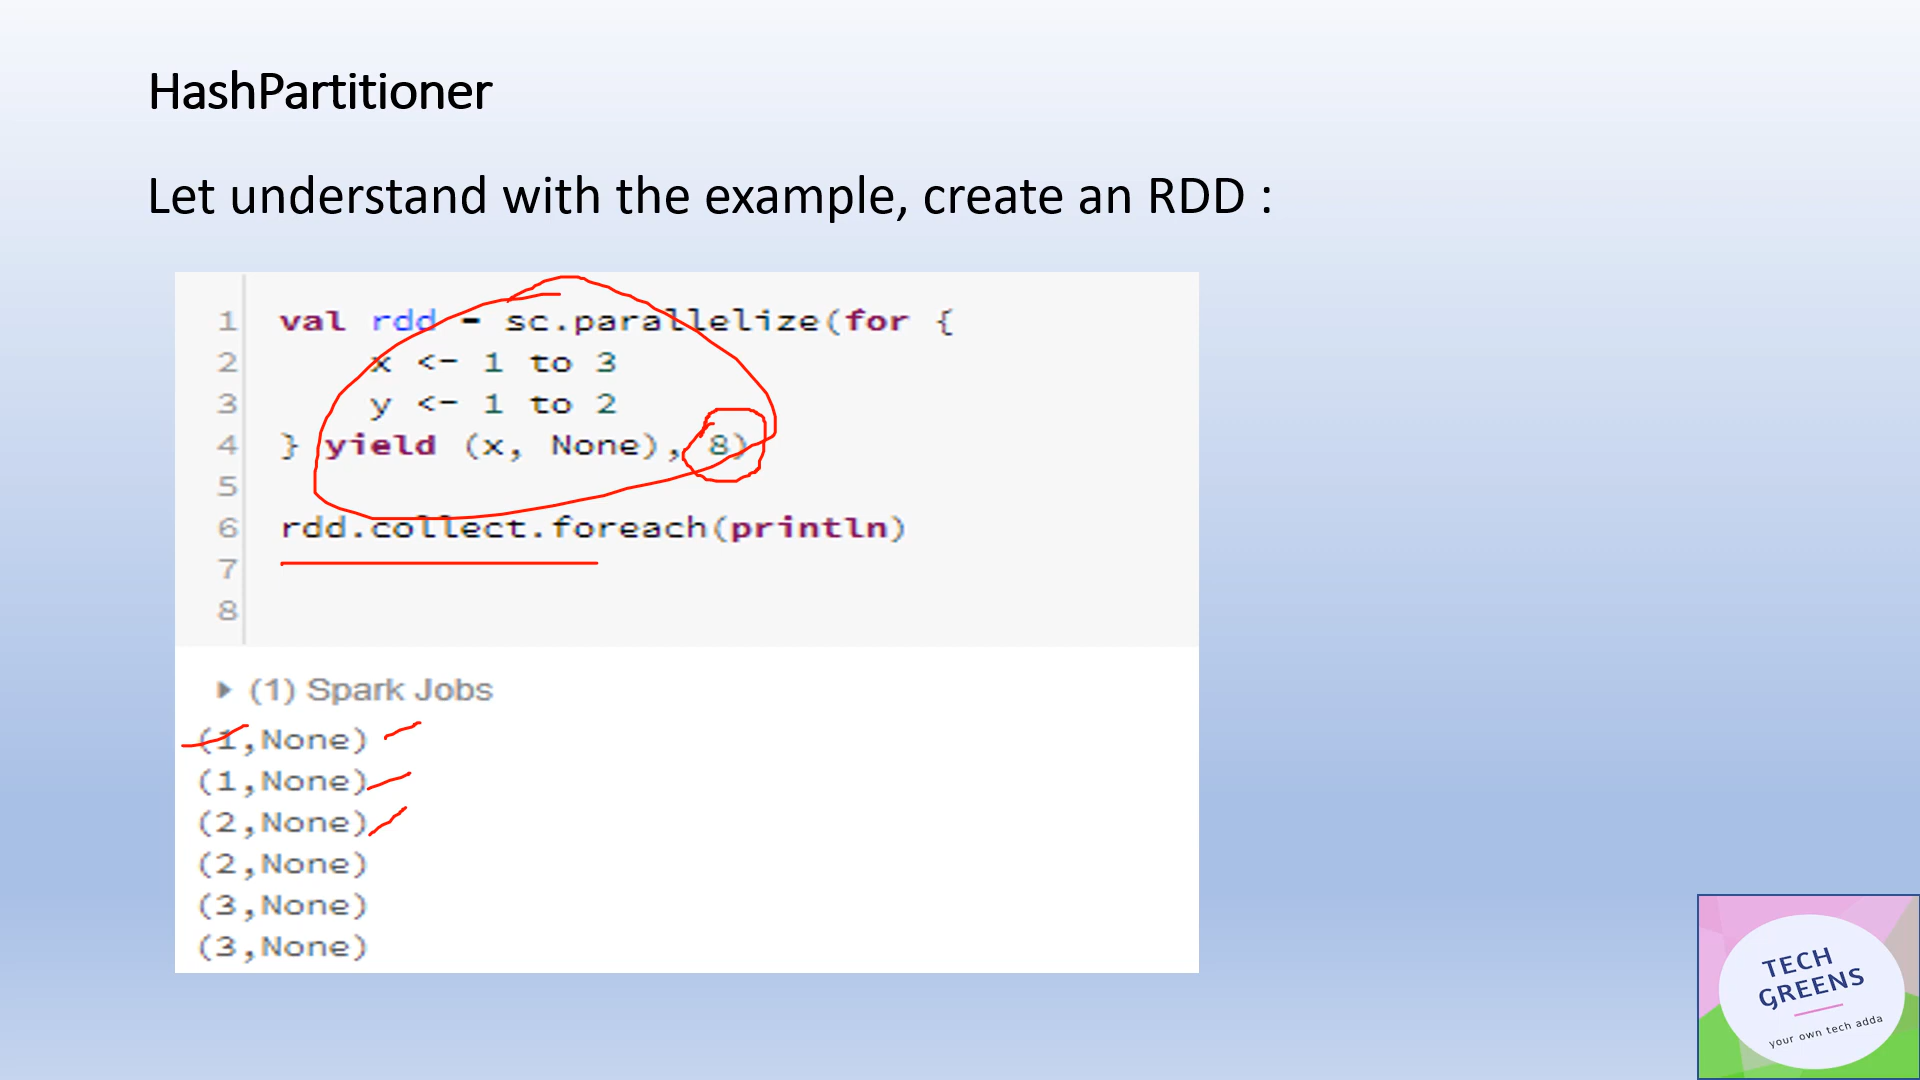 HashPartitioner
Let understand with the example, create an RDD :
1 val rdd = sc.parallelize(for {
2 x <- 1 to 3
3 y <- 1 to 2
4 } yield (x, None), 8)
5
6 rdd.collect.foreach(println)
7
8
(1) Spark Jobs
(1,None)
(1,None)
(2,None)
(2,None)
(3,None)
(3,None)
TECH
GREENS
your own tech adda